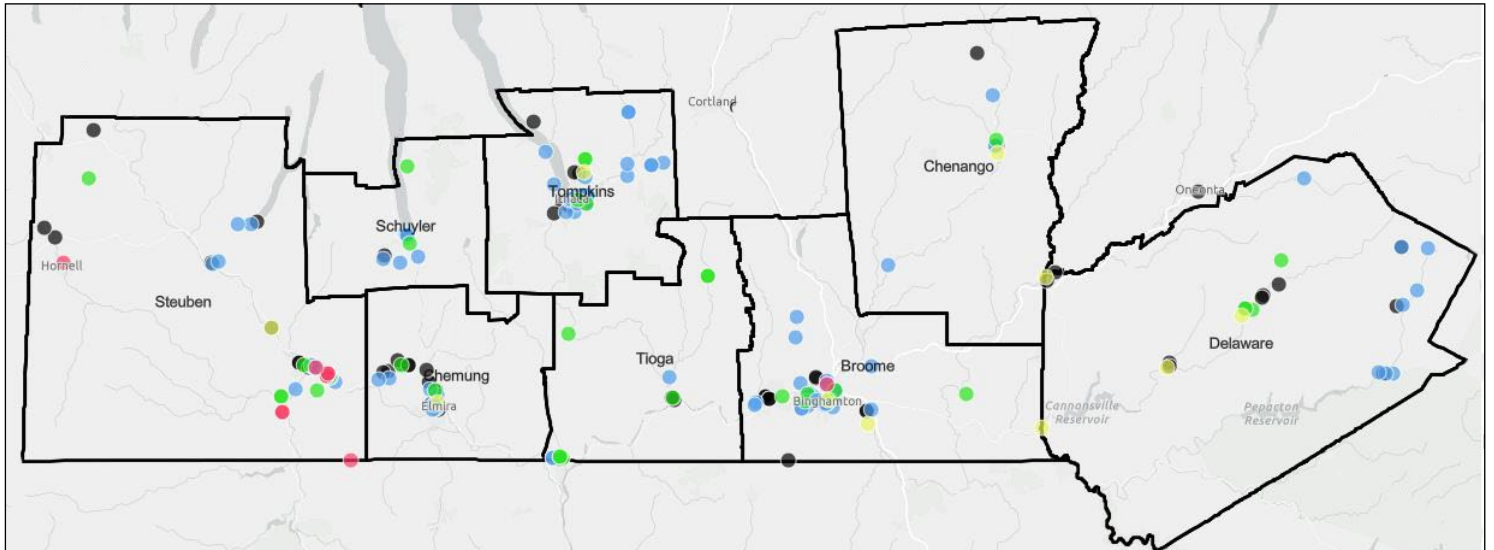 Cortland
Chenango
Oneonta
Tompkins
Ithaca
Schuyler
Hornell
Steuben
Delaware
Tioga
Broome
Chemung
Elmira
Binghamton
Cannonsville
Reservoir
Pepacton
Reservoir